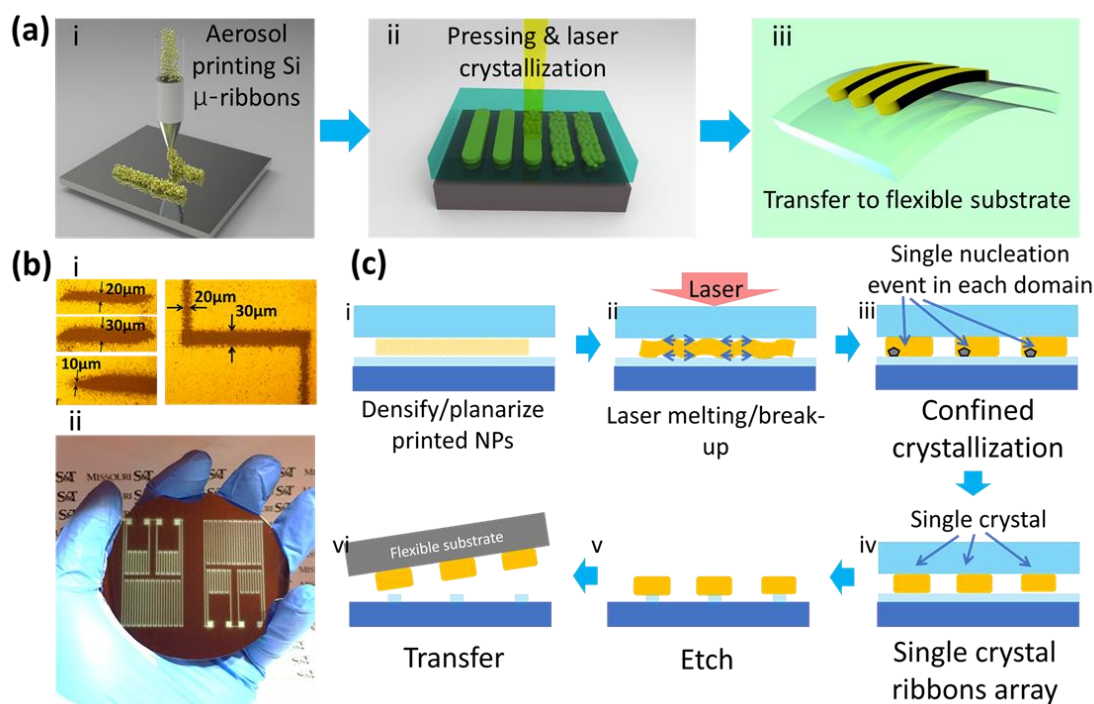 (a)
i
Aerosol
printing Si
μ-ribbons
ii
Pressing & laser
crystallization
iii
Transfer to flexible substrate
(b)
i
20μm
30μm
10μm
20μm
30μm
ii
MISSOURI
S&T
S&T
MISSOURI
S&T
S&T
(c)
i
Densify/planarize
printed NPs
ii
Laser
Laser melting/break-
up
Single nucleation
event in each domain
iii
Confined
crystallization
Single crystal
iv
Single crystal
ribbons array
v
Etch
vi
Flexible substrate
Transfer